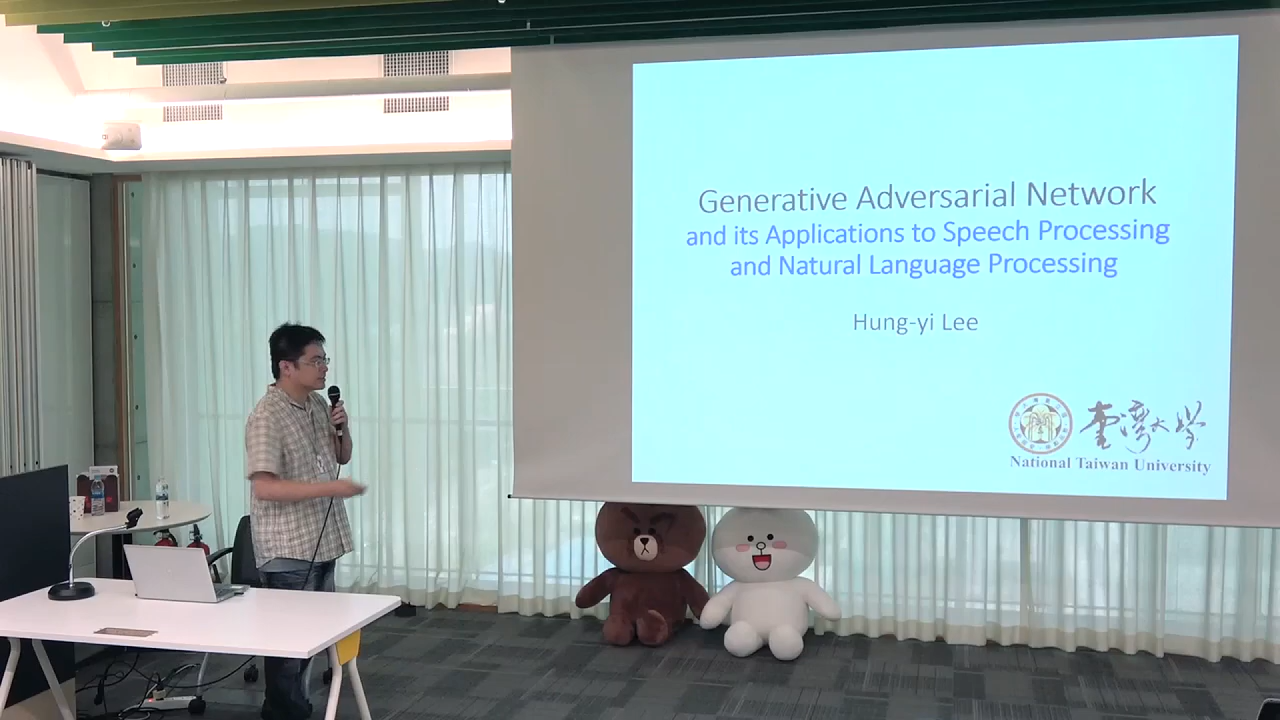 Generative Adversarial Network
and its Applications to Speech Processing
and Natural Language Processing
Hung-yi Lee
臺灣大學
National Taiwan University